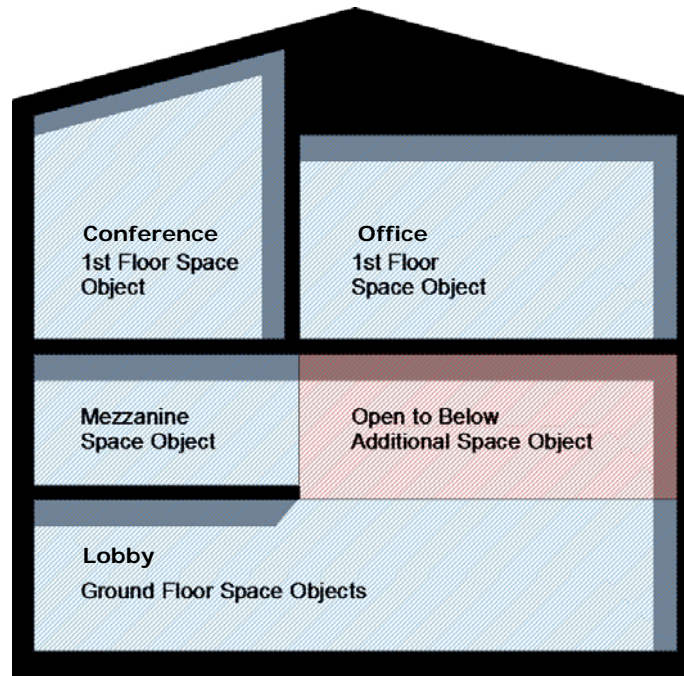 Conference
1st Floor Space
Object
Office
1st Floor
Space Object
Mezzanine
Space Object
Open to Below
Additional Space Object
Lobby
Ground Floor Space Objects